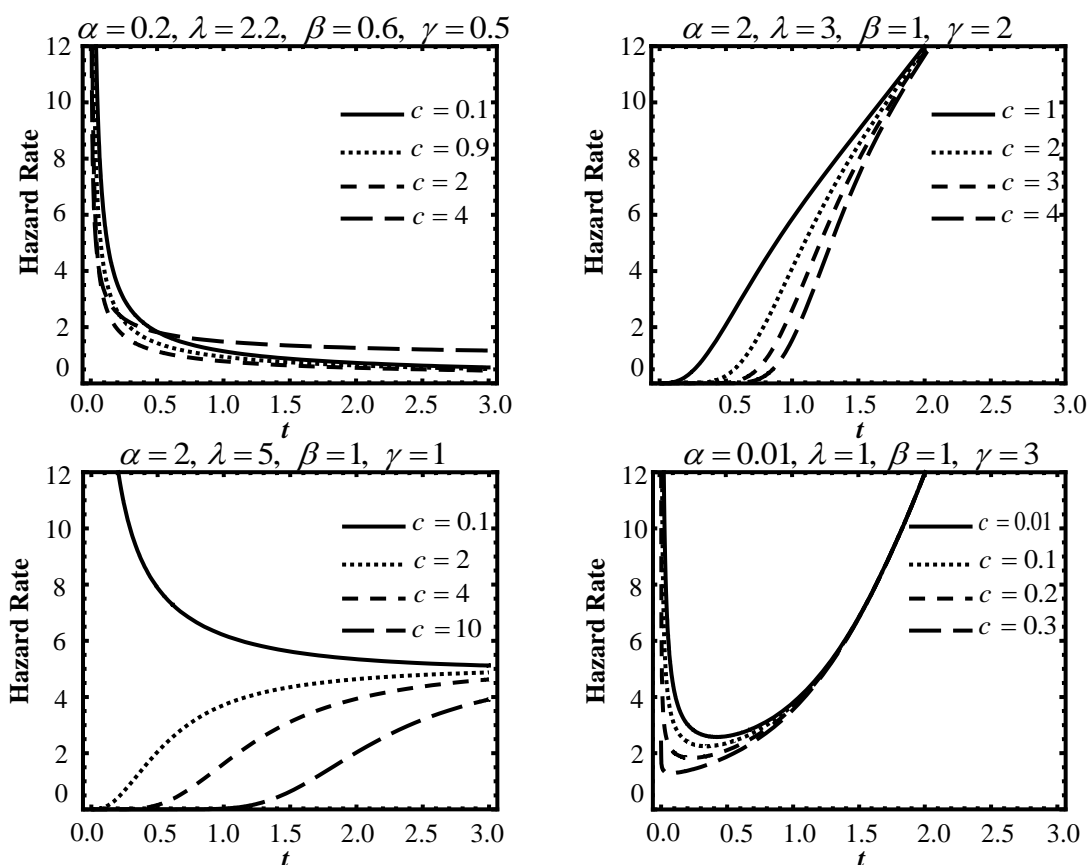 α = 0.2, λ = 2.2, β = 0.6, γ = 0.5
12
10
8
6
4
2
0
Hazard Rate
c = 0.1
c = 0.9
c = 2
c = 4
0.0 0.5 1.0 1.5 2.0 2.5 3.0
t
α = 2, λ = 3, β = 1, γ = 2
12
10
8
6
4
2
0
Hazard Rate
c = 1
c = 2
c = 3
c = 4
0.5 1.0 1.5 2.0 2.5 3.0
t
α = 2, λ = 5, β = 1, γ = 1
12
10
8
6
4
2
0
Hazard Rate
c = 0.1
c = 2
c = 4
c = 10
0.0 0.5 1.0 1.5 2.0 2.5 3.0
t
α = 0.01, λ = 1, β = 1, γ = 3
12
10
8
6
4
2
0
Hazard Rate
c = 0.01
c = 0.1
c = 0.2
c = 0.3
0.0 0.5 1.0 1.5 2.0 2.5 3.0
t